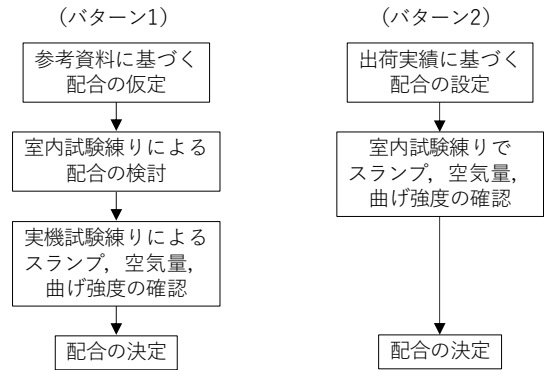 （パターン1）
参考資料に基づく
配合の仮定
室内試験練りによる
配合の検討
実機試験練りによる
スランプ，空気量，
曲げ強度の確認
配合の決定
（パターン2）
出荷実績に基づく
配合の設定
室内試験練りで
スランプ，空気量，
曲げ強度の確認
配合の決定